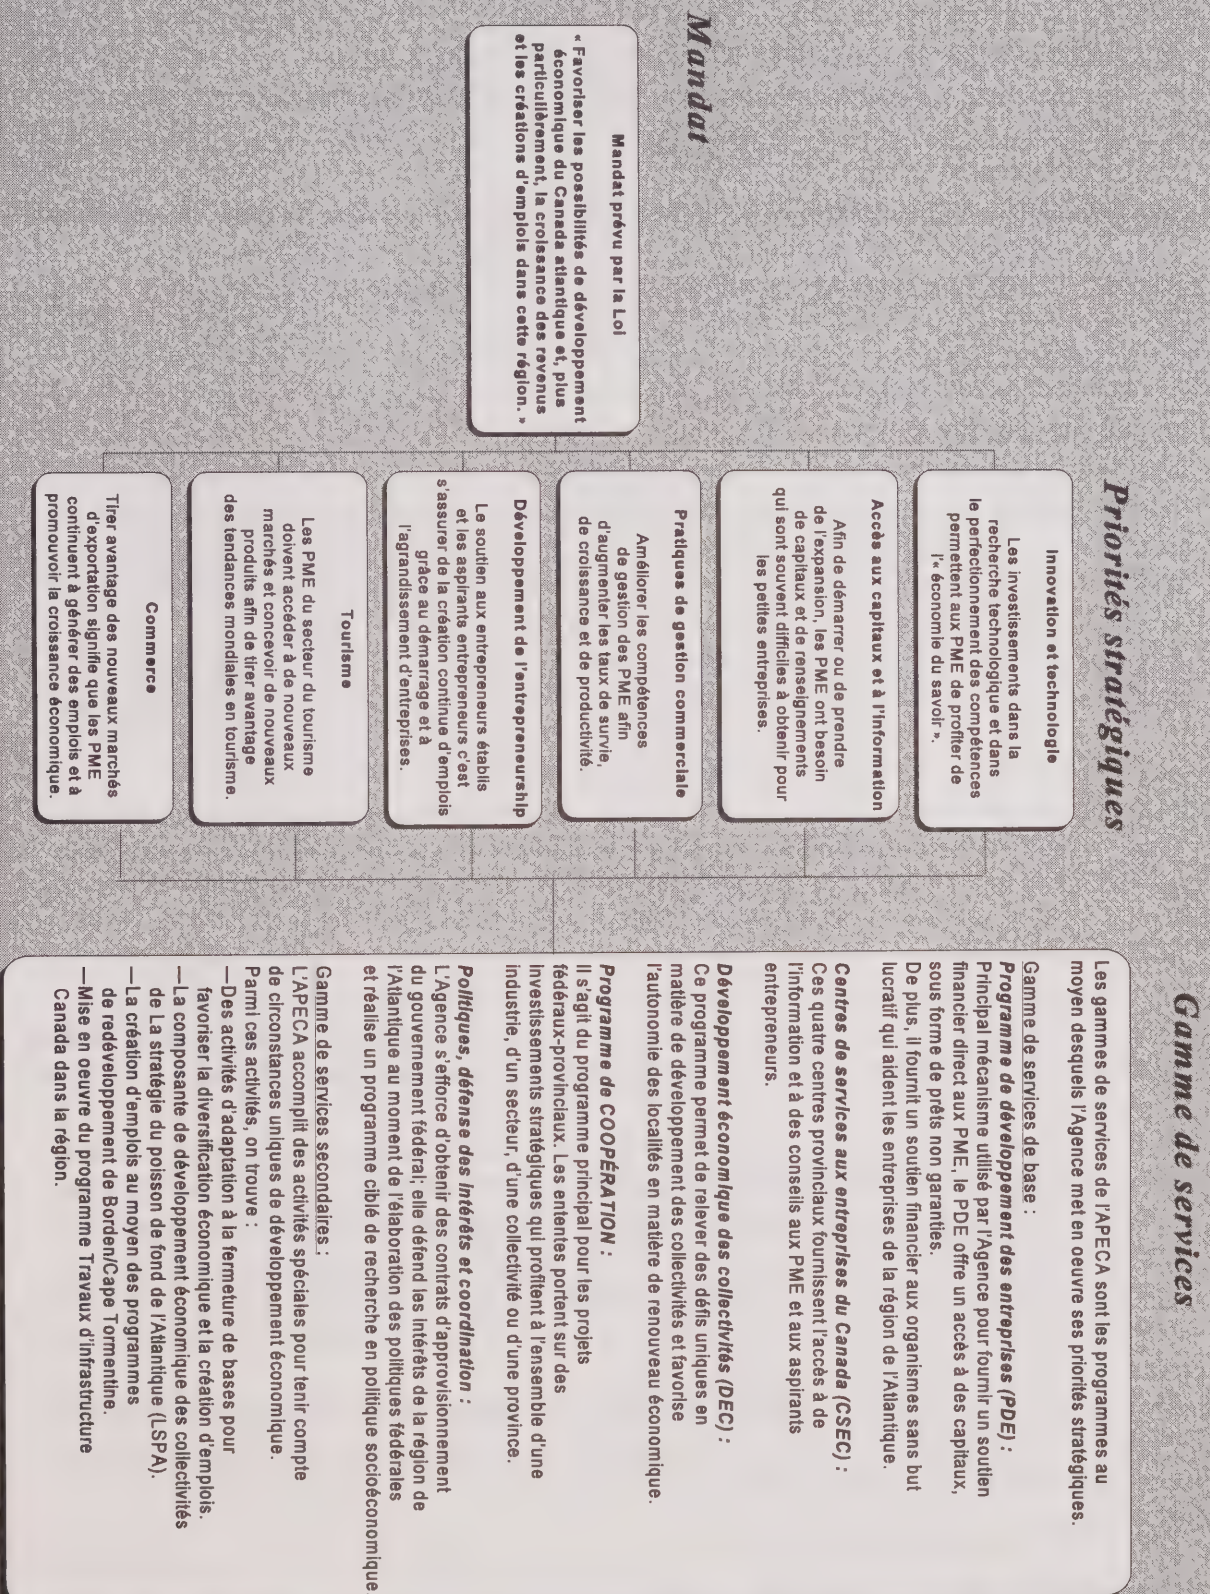 Mandat
Mandat prévu par la Loi
« Favoriser les possibilités de développement
économique du Canada atlantique et, plus
particulièrement, la croissance des revenus
et les créations d'emplois dans cette région. »
Priorités stratégiques
Innovation et technologie
Les investissements dans la
recherche technologique et dans
le perfectionnement des compétences
permettent aux PME de profiter de
l'« économie du savoir ».
Accès aux capitaux et à l'information
Afin de démarrer ou de prendre
de l'expansion, les PME ont besoin
de capitaux et de renseignements
qui sont souvent difficiles à obtenir pour
les petites entreprises.
Pratiques de gestion commerciale
Améliorer les compétences
de gestion des PME afin
d'augmenter les taux de survie,
de croissance et de productivité.
Développement de l'entrepreneurship
Le soutien aux entrepreneurs établis
et les aspirants entrepreneurs c'est
s'assurer de la création continue d'emplois
grâce au démarrage et à
l'agrandissement d'entreprises.
Tourisme
Les PME du secteur du tourisme
doivent accéder à de nouveaux
marchés et concevoir de nouveaux
produits afin de tirer avantage
des tendances mondiales en tourisme.
Commerce
Tirer avantage des nouveaux marchés
d'exportation signifie que les PME
continuent à générer des emplois et à
promouvoir la croissance économique.
Gamme de services
Les gammes de services de l'APECA sont les programmes au
moyen desquels l'Agence met en oeuvre ses priorités stratégiques.
Gamme de services de base :
Programme de développement des entreprises (PDE) :
Principal mécanisme utilisé par l'Agence pour fournir un soutien
financier direct aux PME, le PDE offre un accès à des capitaux,
sous forme de prêts non garanties.
De plus, il fournit un soutien financier aux organismes sans but
lucratif qui aident les entreprises de la région de l'Atlantique.
Centres de services aux entreprises du Canada (CSEC) :
Ces quatre centres provinciaux fournissent l'accès à de
l'information et à des conseils aux PME et aux aspirants
entrepreneurs.
Développement économique des collectivités (DEC) :
Ce programme permet de relever des défis uniques en
matière de développement des collectivités et favorise
l'autonomie des localités en matière de renouveau économique.
Programme de COOPÉRATION :
Il s'agit du programme principal pour les projets
fédéraux-provinciaux. Les ententes portent sur des
investissements stratégiques qui profitent à l'ensemble d'une
industrie, d'un secteur, d'une collectivité ou d'une province.
Politiques, défense des intérêts et coordination :
L'Agence s'efforce d'obtenir des contrats d'approvisionnement
du gouvernement fédéral; elle défend les intérêts de la région de
l'Atlantique au moment de l'élaboration des politiques fédérales
et réalise un programme ciblé de recherche en politique socioéconomique
Gamme de services secondaires :
L'APECA accomplit des activités spéciales pour tenir compte
de circonstances uniques de développement économique.
Parmi ces activités, on trouve :
—Des activités d'adaptation à la fermeture de bases pour
favoriser la diversification économique et la création d'emplois.
—La composante de développement économique des collectivités
de La stratégie du poisson de fond de l'Atlantique (LSPA).
—La création d'emplois au moyen des programmes
de redéveloppement de Borden/Cape Tormentine.
—Mise en oeuvre du programme Travaux d'infrastructure
Canada dans la région.